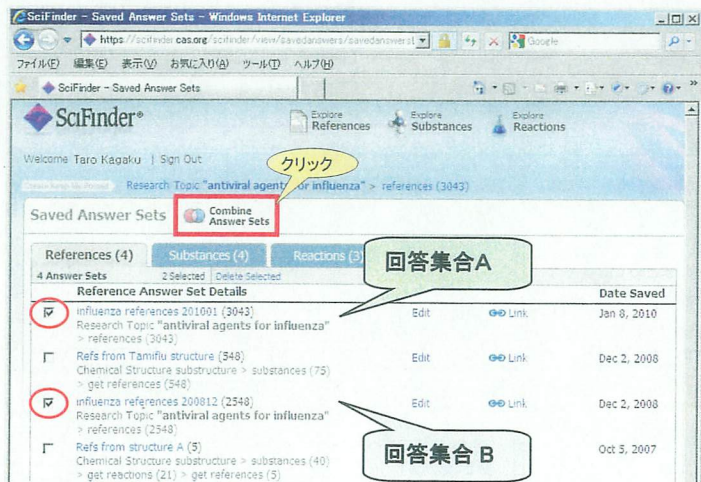 SciFinder - Saved Answer Sets - Windows Internet Explorer
https://scifinder.cas.org/scifinder/view/savedanswers/savedanswersl
Google
ファイル(F) 編集(E) 表示(V) お気に入り(A) ツール(T) ヘルプ(H)
SciFinder - Saved Answer Sets
SciFinder®
Explore References
Explore Substances
Explore Reactions
Welcome Taro Kagaku | Sign Out
クリック
Research Topic "antiviral agents for influenza" > references (3043)
Saved Answer Sets
Combine Answer Sets
References (4) Substances (4) Reactions (3)
回答集合A
4 Answer Sets 2 Selected Delete Selected
Reference Answer Set Details Date Saved
influenza references 201001 (3043) Edit Link Jan 8, 2010
Research Topic "antiviral agents for influenza"
> references (3043)
Refs from Tamiflu structure (548) Edit Link Dec 2, 2008
Chemical Structure substructure > substances (75)
> get references (548)
influenza references 200812 (2548) Edit Link Dec 2, 2008
Research Topic "antiviral agents for influenza"
> references (2548)
回答集合 B
Refs from structure A (5) Oct 5, 2007
Chemical Structure substructure > substances (40)
> get reactions (21) > get references (5)